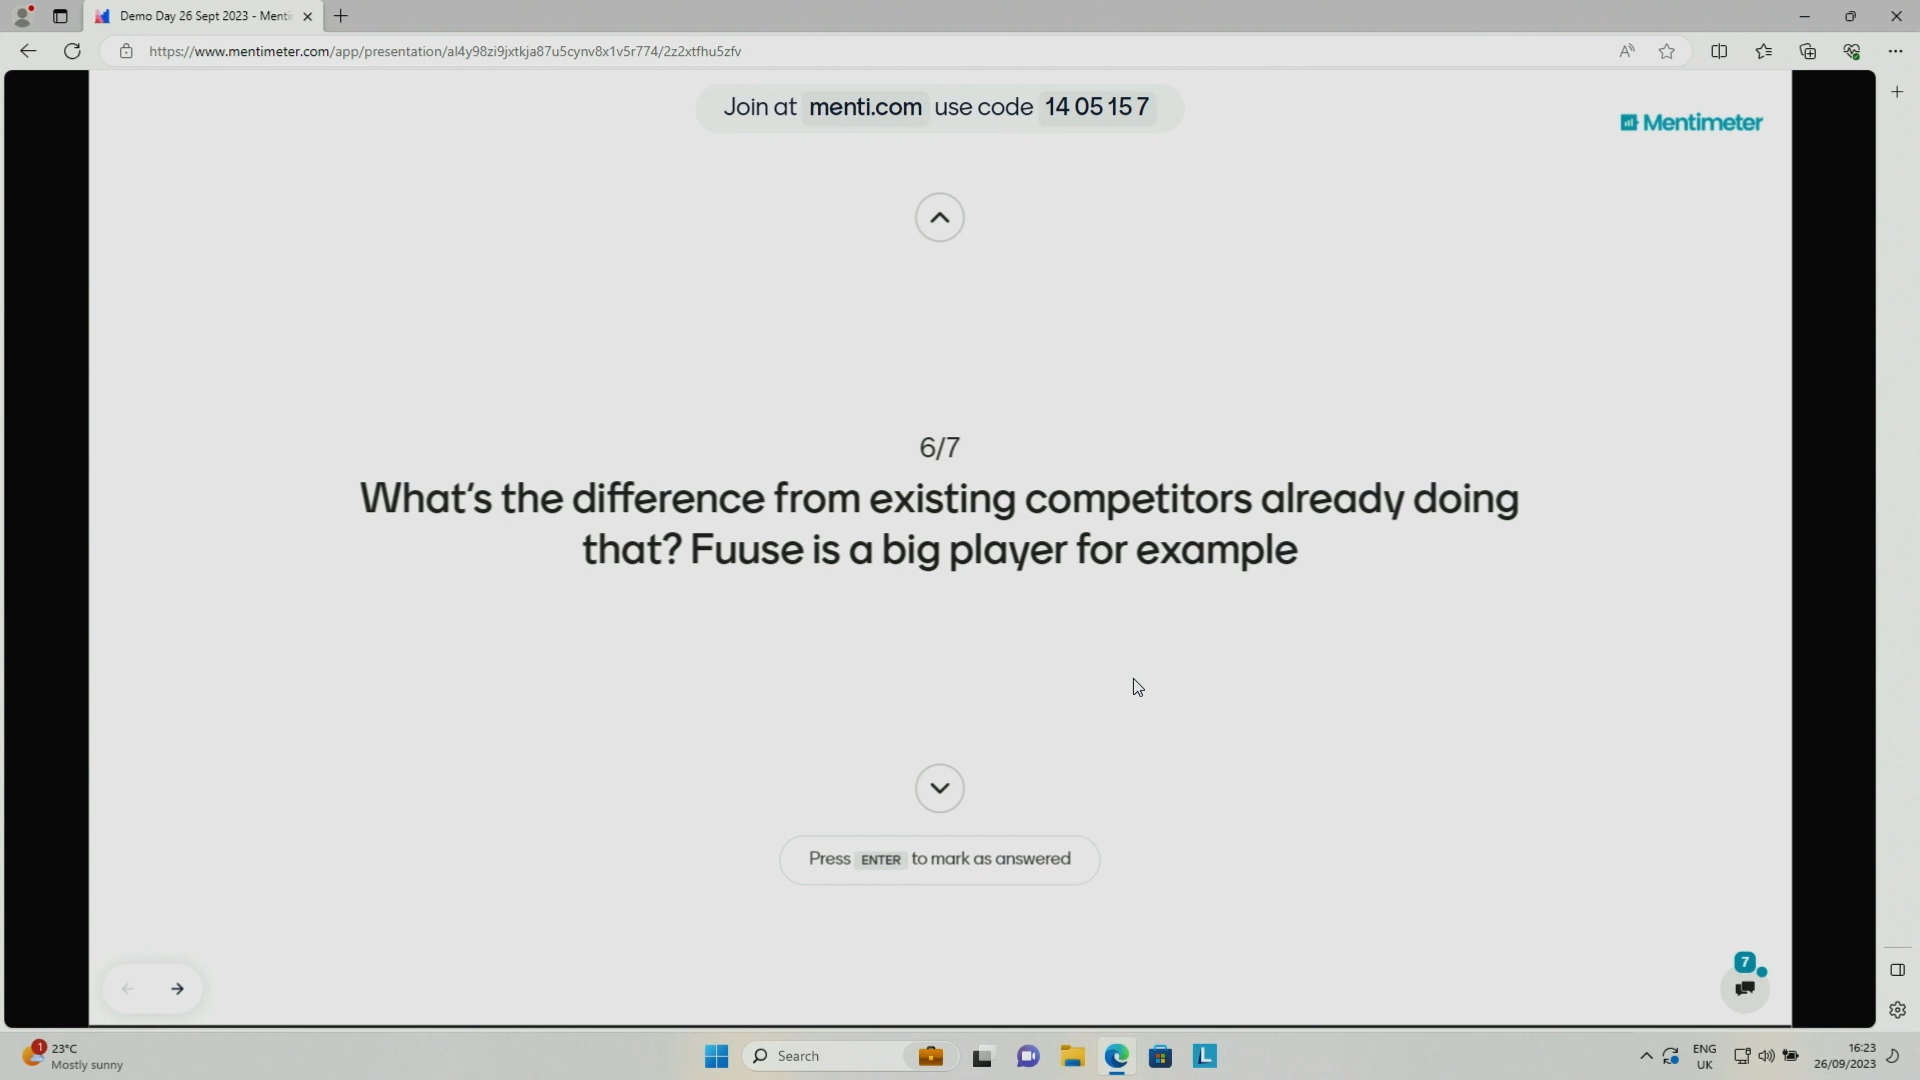 Demo Day 26 Sept 2023 - Menti
https://www.mentimeter.com/app/presentation/al4y98zi9jxtkja87u5cynv8x1v5r774/2z2xtfhu5zfv
Join at menti.com use code 14 05 15 7
Mentimeter
6/7
What's the difference from existing competitors already doing
that? Fuuse is a big player for example
Press ENTER to mark as answered
7
1
23°C
Mostly sunny
Search
L
ENG
UK
16:23
26/09/2023